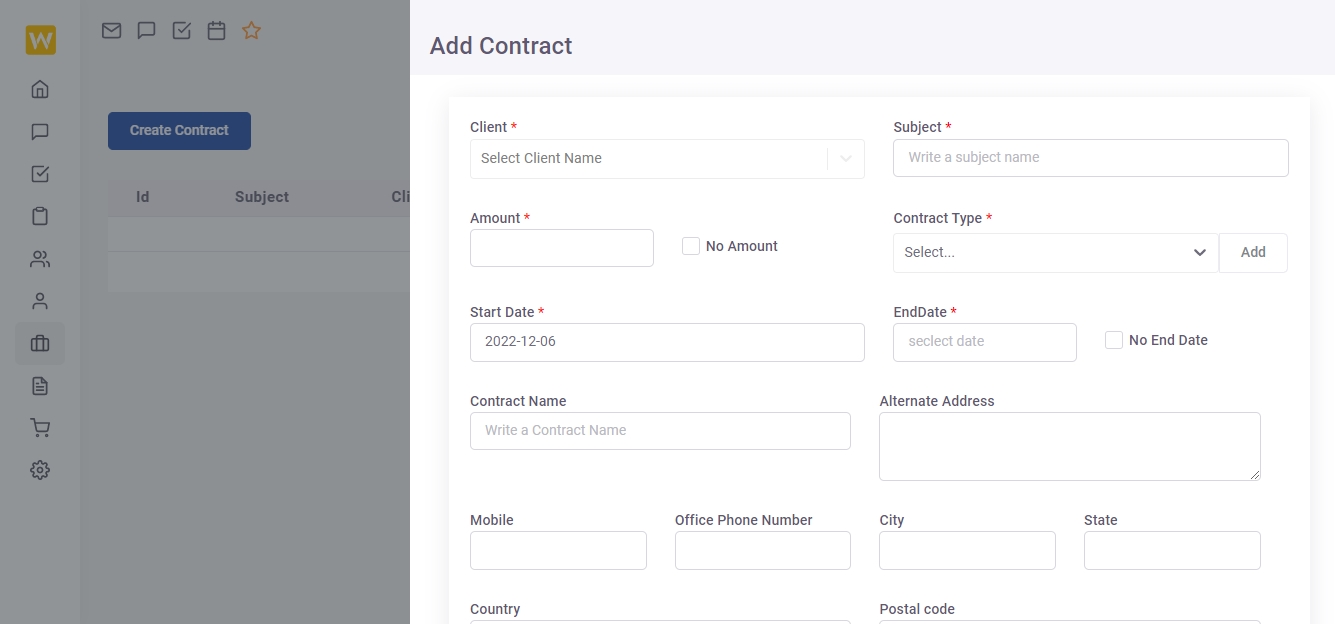 W
Add Contract
Create Contract
Id Subject Cli
Client * Subject *
Select Client Name Write a subject name
Amount * Contract Type *
No Amount Select... Add
Start Date * EndDate *
2022-12-06 seclect date No End Date
Contract Name Alternate Address
Write a Contract Name
Mobile Office Phone Number City State
Country Postal code